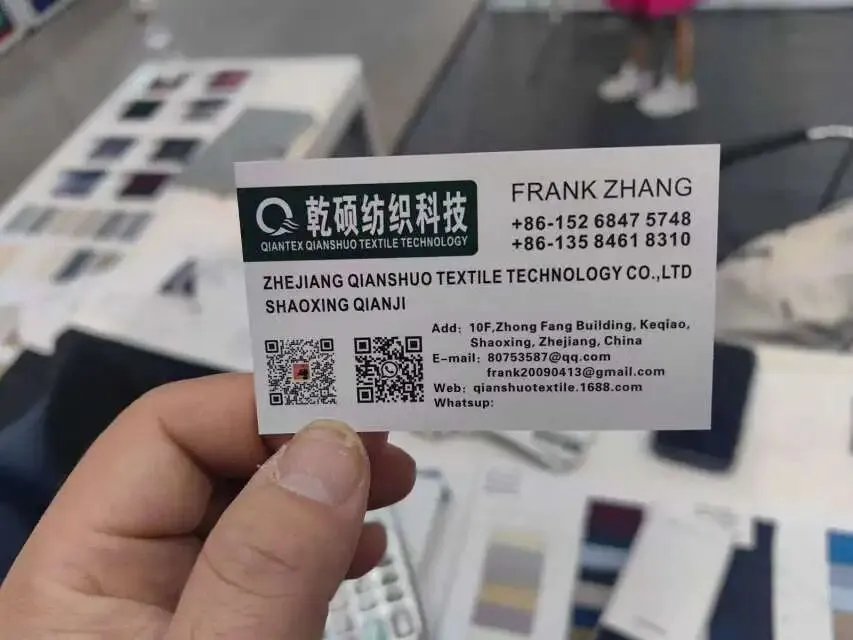 乾硕纺织科技
QIANTEX QIANSHUO TEXTILE TECHNOLOGY
FRANK ZHANG
+86-152 6847 5748
+86-135 8461 8310
ZHEJIANG QIANSHUO TEXTILE TECHNOLOGY CO.,LTD
SHAOXING QIANJI
Add: 10F,Zhong Fang Building, Keqiao,
Shaoxing, Zhejiang, China
E-mail: 80753587@qq.com
frank20090413@gmail.com
Web: qianshuotextile.1688.com
Whatsup: